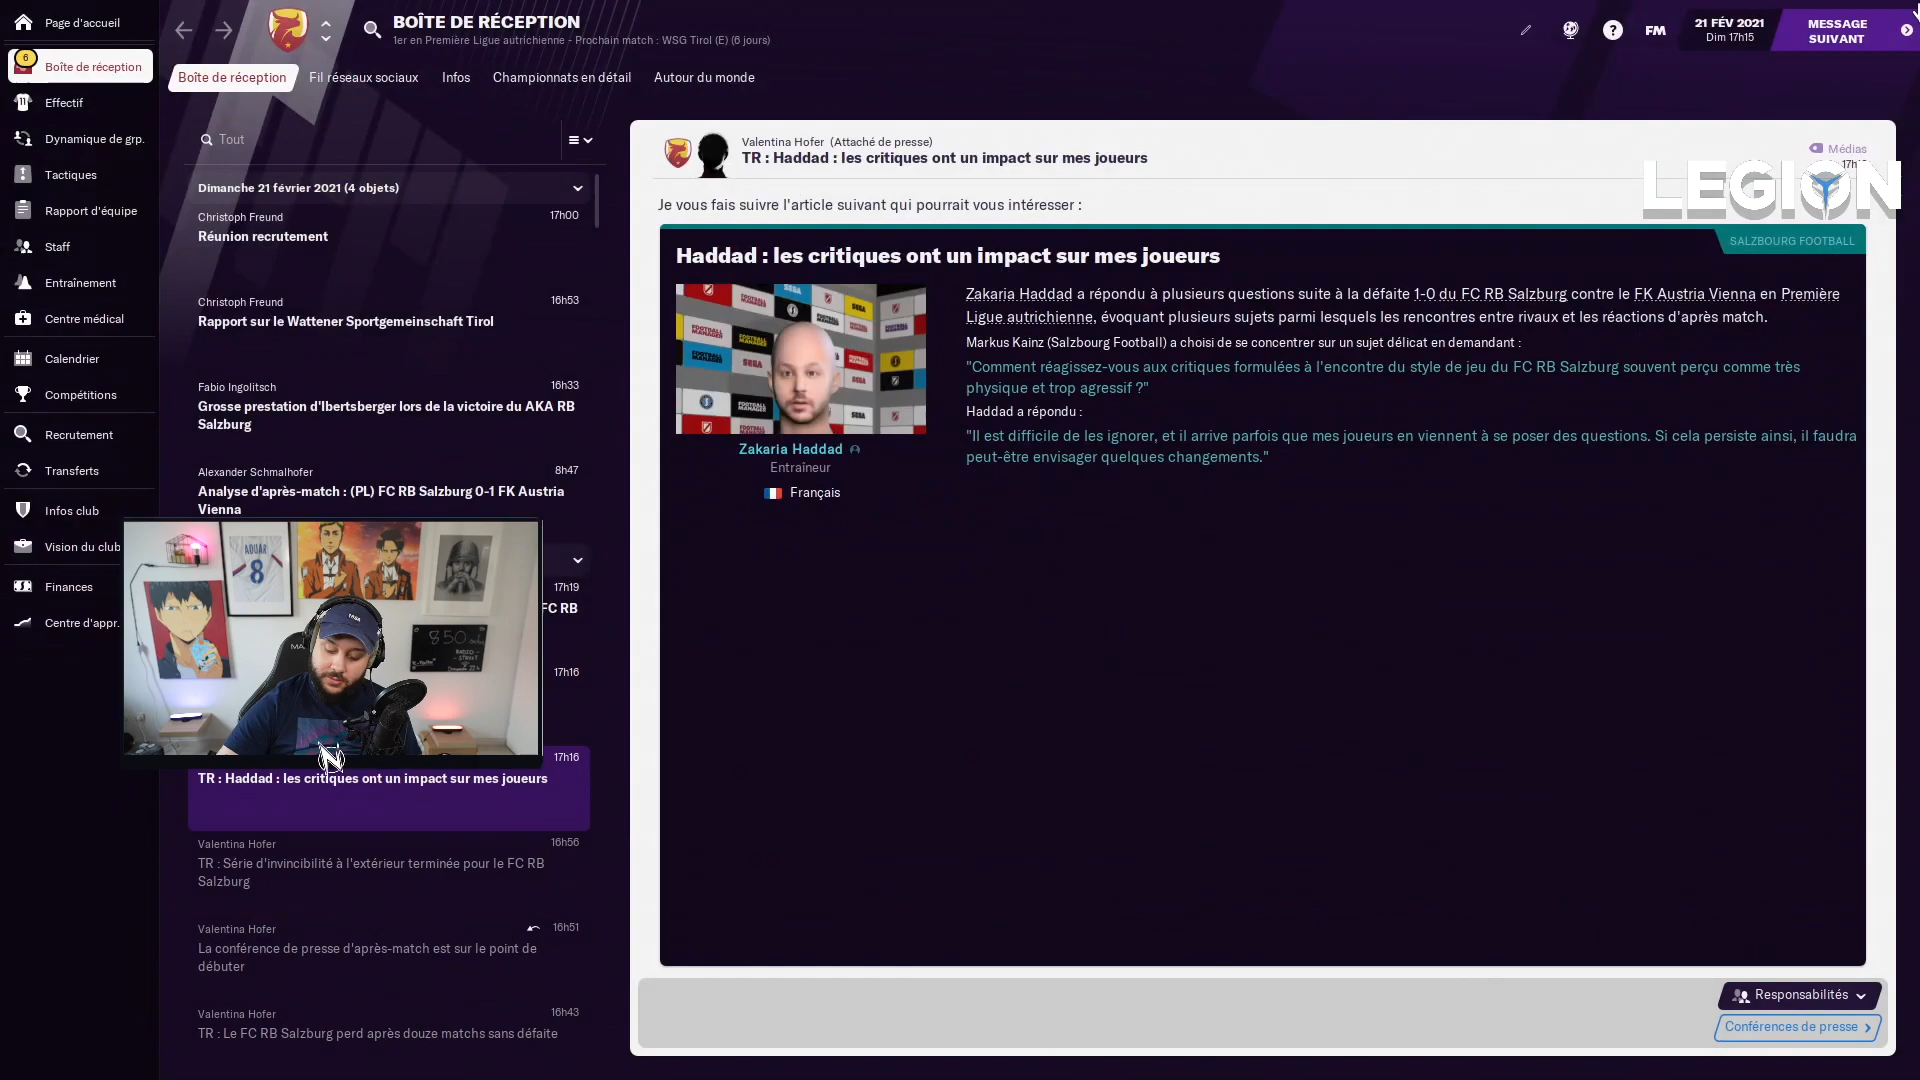 Page d'accueil
6
Boîte de réception
Effectif
Dynamique de grp.
Tactiques
Rapport d'équipe
Staff
Entraînement
Centre médical
Calendrier
Compétitions
Recrutement
Transferts
Infos club
Vision du club
Finances
Centre d'appr.
BOÎTE DE RÉCEPTION
1er en Première Ligue autrichienne - Prochain match : WSG Tirol (E) (6 jours)
FM
21 FÉV 2021
Dim 17h15
MESSAGE
SUIVANT
Boîte de réception
Fil réseaux sociaux
Infos
Championnats en détail
Autour du monde
Tout
Dimanche 21 février 2021 (4 objets)
Christoph Freund 17h00
Réunion recrutement
Christoph Freund 16h53
Rapport sur le Wattener Sportgemeinschaft Tirol
Fabio Ingolitsch 16h33
Grosse prestation d'Ibertsberger lors de la victoire du AKA RB
Salzburg
Alexander Schmalhofer 8h47
Analyse d'après-match : (PL) FC RB Salzburg 0-1 FK Austria
Vienna
17h19
FC RB
17h16
17h16
TR : Haddad : les critiques ont un impact sur mes joueurs
Valentina Hofer 16h56
TR : Série d'invincibilité à l'extérieur terminée pour le FC RB
Salzburg
Valentina Hofer 16h51
La conférence de presse d'après-match est sur le point de
débuter
Valentina Hofer 16h43
TR : Le FC RB Salzburg perd après douze matchs sans défaite
AOUAR
8
850
Valentina Hofer (Attaché de presse)
TR : Haddad : les critiques ont un impact sur mes joueurs
Médias
LEGION
Je vous fais suivre l'article suivant qui pourrait vous intéresser :
SALZBOURG FOOTBALL
Haddad : les critiques ont un impact sur mes joueurs
Zakaria Haddad a répondu à plusieurs questions suite à la défaite 1-0 du FC RB Salzburg contre le FK Austria Vienna en Première
Ligue autrichienne, évoquant plusieurs sujets parmi lesquels les rencontres entre rivaux et les réactions d'après match.
Markus Kainz (Salzbourg Football) a choisi de se concentrer sur un sujet délicat en demandant :
"Comment réagissez-vous aux critiques formulées à l'encontre du style de jeu du FC RB Salzburg souvent perçu comme très
physique et trop agressif ?"
Haddad a répondu :
"Il est difficile de les ignorer, et il arrive parfois que mes joueurs en viennent à se poser des questions. Si cela persiste ainsi, il faudra
peut-être envisager quelques changements."
Zakaria Haddad
Entraîneur
Français
Responsabilités
Conférences de presse